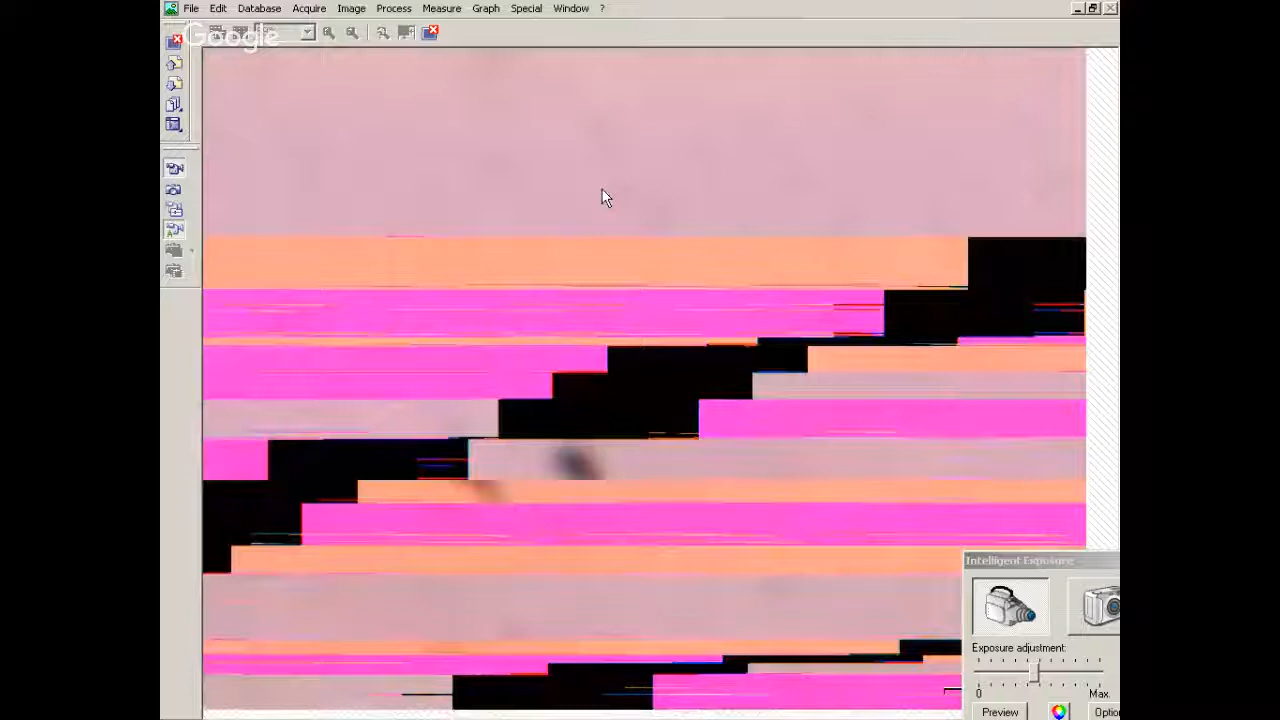 File Edit Database Acquire Image Process Measure Graph Special Window ?
Google
Intelligent Exposure
Exposure adjustment:
0 Max.
Preview Optio